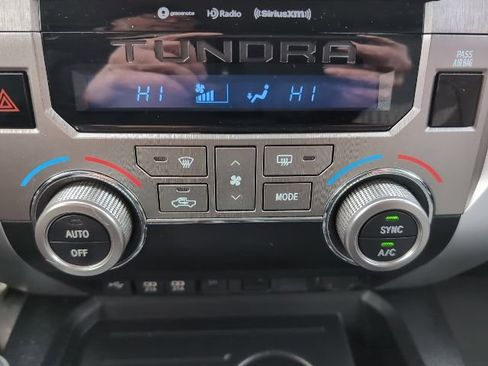 gracenote HD Radio ((SiriusXM))
TUNDRA
PASS
AIR BAG
HI HI
MODE
AUTO
OFF
SYNC
A/C